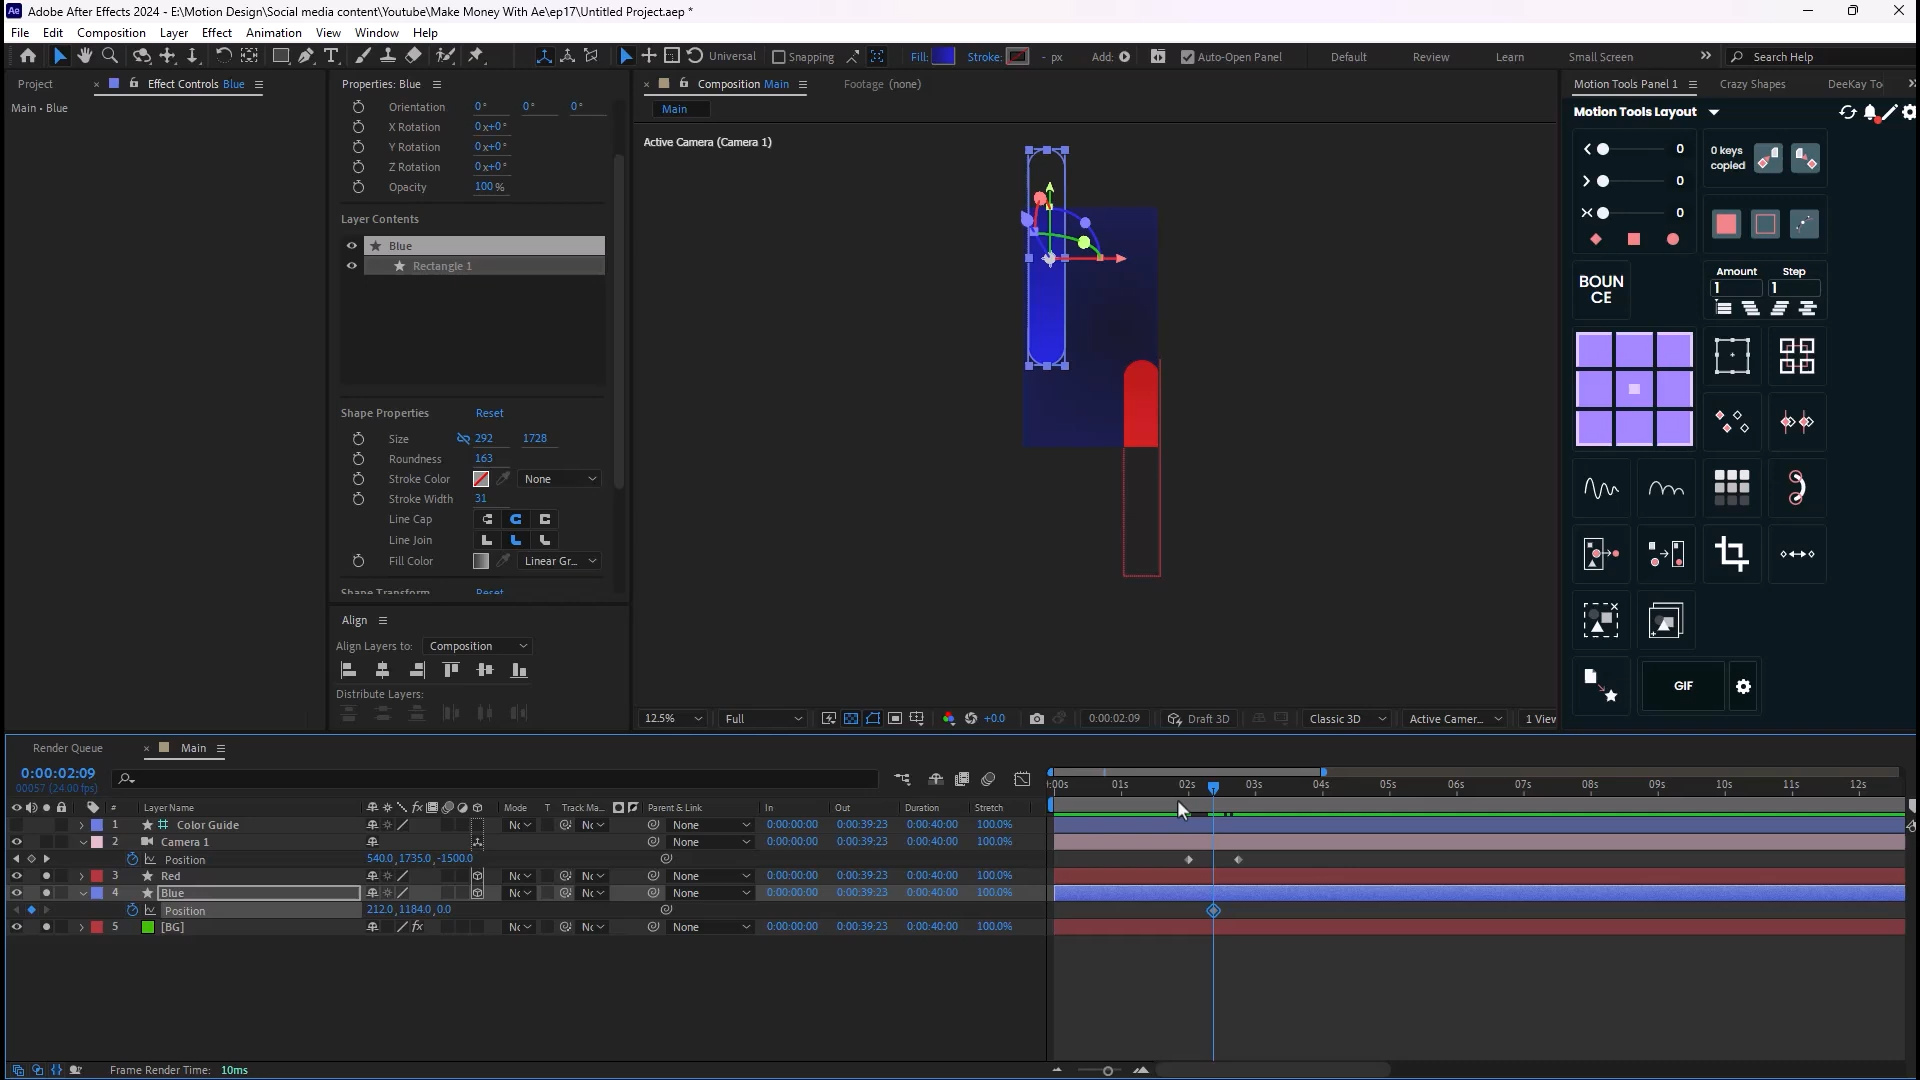 Adobe After Effects 2024 - E:\Motion Design\Social media content\Youtube\Make Money With Ae\ep17\Untitled Project.aep *
File Edit Composition Layer Effect Animation View Window Help
Universal Snapping Fill: Stroke: - px Add: Auto-Open Panel Default Review Learn Small Screen Search Help
Project Effect Controls Blue
Main • Blue
Properties: Blue
Orientation 0° 0° 0°
X Rotation 0x+0°
Y Rotation 0x+0°
Z Rotation 0x+0°
Opacity 100 %
Layer Contents
Blue
Rectangle 1
Shape Properties Reset
Size 292 1728
Roundness 163
Stroke Color None
Stroke Width 31
Line Cap
Line Join
Fill Color Linear Gr...
Shape Transform Reset
Align
Align Layers to: Composition
Distribute Layers:
Composition Main Footage (none)
Main
Active Camera (Camera 1)
12.5% Full +0.0 0:00:02:09 Draft 3D Classic 3D Active Camer... 1 View
Motion Tools Panel 1 Crazy Shapes DeeKay To
Motion Tools Layout
0
0
0
0 keys
copied
BOUN
CE
Amount Step
1 1
GIF
Render Queue Main
0:00:02:09
00057 (24.00 fps)
# Layer Name Mode T Track Ma... Parent & Link In Out Duration Stretch
:00s 01s 02s 03s 04s 05s 06s 07s 08s 09s 10s 11s 12s
1 Color Guide Nc Nc None 0:00:00:00 0:00:39:23 0:00:40:00 100.0%
2 Camera 1 None 0:00:00:00 0:00:39:23 0:00:40:00 100.0%
Position 540.0,1735.0,-1500.0
3 Red Nc Nc None 0:00:00:00 0:00:39:23 0:00:40:00 100.0%
4 Blue Nc Nc None 0:00:00:00 0:00:39:23 0:00:40:00 100.0%
Position 212.0,1184.0,0.0
5 [BG] Nc Nc None 0:00:00:00 0:00:39:23 0:00:40:00 100.0%
Frame Render Time: 10ms